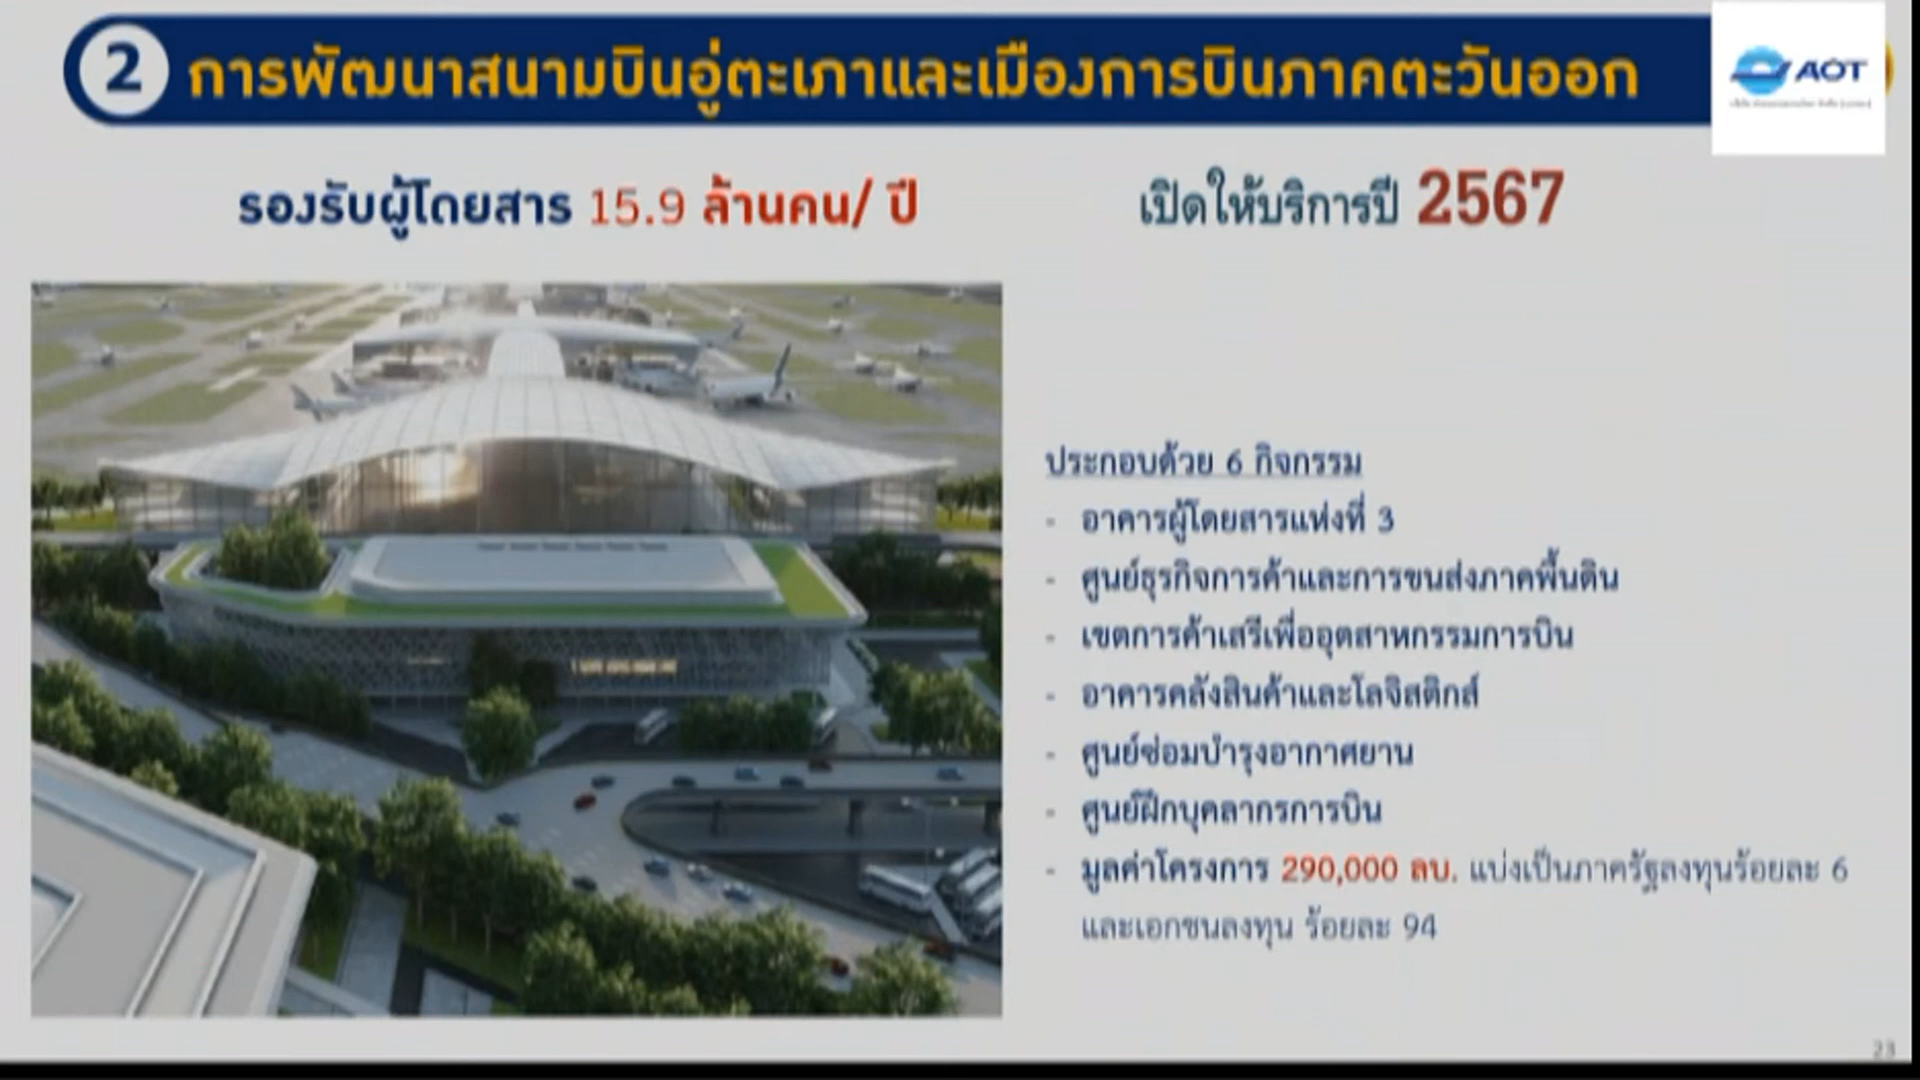 2 การพัฒนาสนามบินอู่ตะเภาและเมืองการบินภาคตะวันออก
AOT
รองรับผู้โดยสาร 15.9 ล้านคน/ ปี
เปิดให้บริการปี 2567
ประกอบด้วย 6 กิจกรรม
- อาคารผู้โดยสารแห่งที่ 3
- ศูนย์ธุรกิจการค้าและการขนส่งภาคพื้นดิน
- เขตการค้าเสรีเพื่ออุตสาหกรรมการบิน
- อาคารคลังสินค้าและโลจิสติกส์
- ศูนย์ซ่อมบำรุงอากาศยาน
- ศูนย์ฝึกบุคลากรการบิน
- มูลค่าโครงการ 290,000 ลบ. แบ่งเป็นภาครัฐลงทุนร้อยละ 6
และเอกชนลงทุน ร้อยละ 94
23